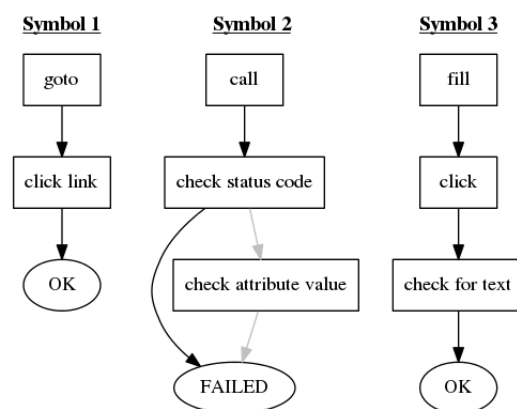 Symbol 1
goto
click link
OK
Symbol 2
call
check status code
check attribute value
FAILED
Symbol 3
fill
click
check for text
OK